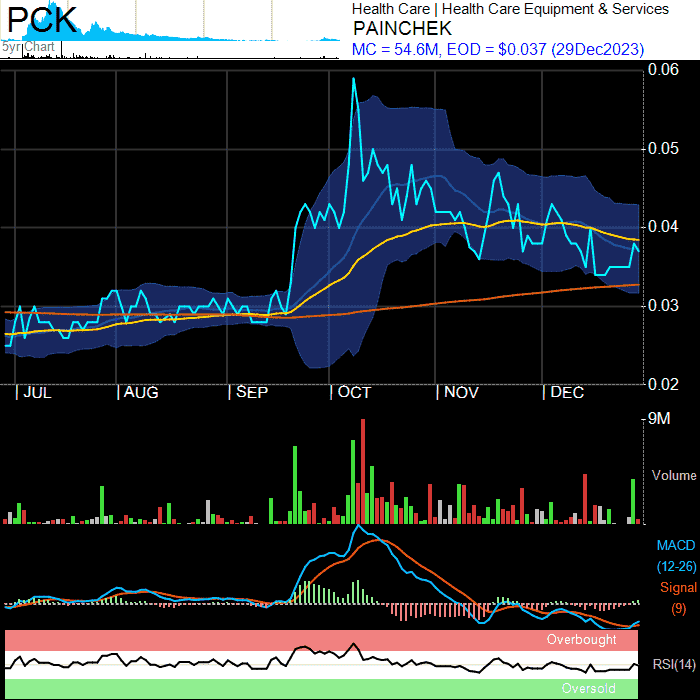 PCK
5yr Chart
Health Care | Health Care Equipment & Services
PAINCHEK
MC = 54.6M, EOD = $0.037 (29Dec2023)
0.06
0.05
0.04
0.03
0.02
| JUL | AUG | SEP | OCT | NOV | DEC
9M
Volume
MACD
(12-26)
Signal
(9)
Overbought
RSI(14)
Oversold